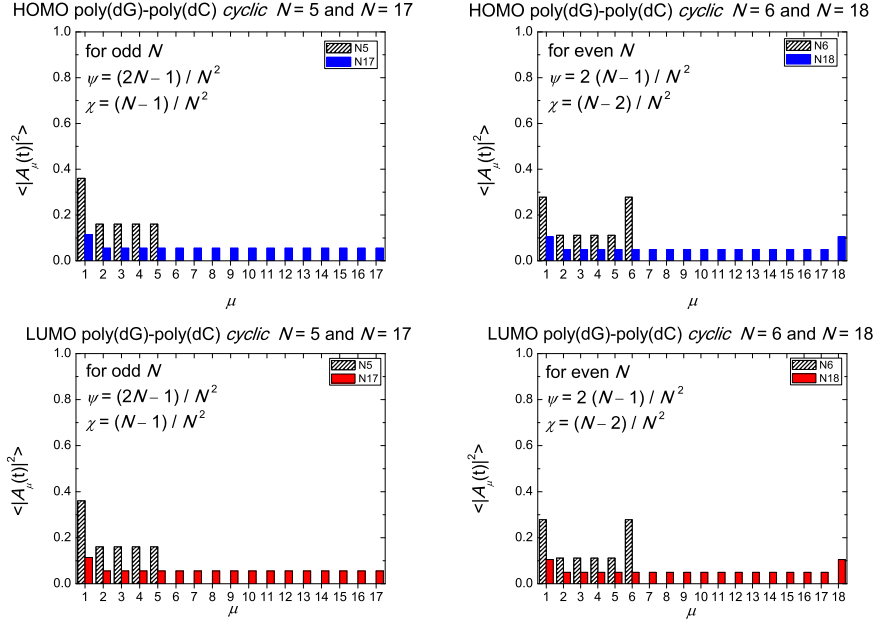 HOMO poly(dG)-poly(dC) cyclic N = 5 and N = 17
for odd N
ψ = (2N − 1) / N²
χ = (N − 1) / N²
N5
N17
<|A_μ(t)|²>
1.0
0.8
0.6
0.4
0.2
0.0
1 2 3 4 5 6 7 8 9 10 11 12 13 14 15 16 17
μ
HOMO poly(dG)-poly(dC) cyclic N = 6 and N = 18
for even N
ψ = 2 (N − 1) / N²
χ = (N − 2) / N²
N6
N18
<|A_μ(t)|²>
1.0
0.8
0.6
0.4
0.2
0.0
1 2 3 4 5 6 7 8 9 10 11 12 13 14 15 16 17 18
μ
LUMO poly(dG)-poly(dC) cyclic N = 5 and N = 17
for odd N
ψ = (2N − 1) / N²
χ = (N − 1) / N²
N5
N17
<|A_μ(t)|²>
1.0
0.8
0.6
0.4
0.2
0.0
1 2 3 4 5 6 7 8 9 10 11 12 13 14 15 16 17
μ
LUMO poly(dG)-poly(dC) cyclic N = 6 and N = 18
for even N
ψ = 2 (N − 1) / N²
χ = (N − 2) / N²
N6
N18
<|A_μ(t)|²>
1.0
0.8
0.6
0.4
0.2
0.0
1 2 3 4 5 6 7 8 9 10 11 12 13 14 15 16 17 18
μ